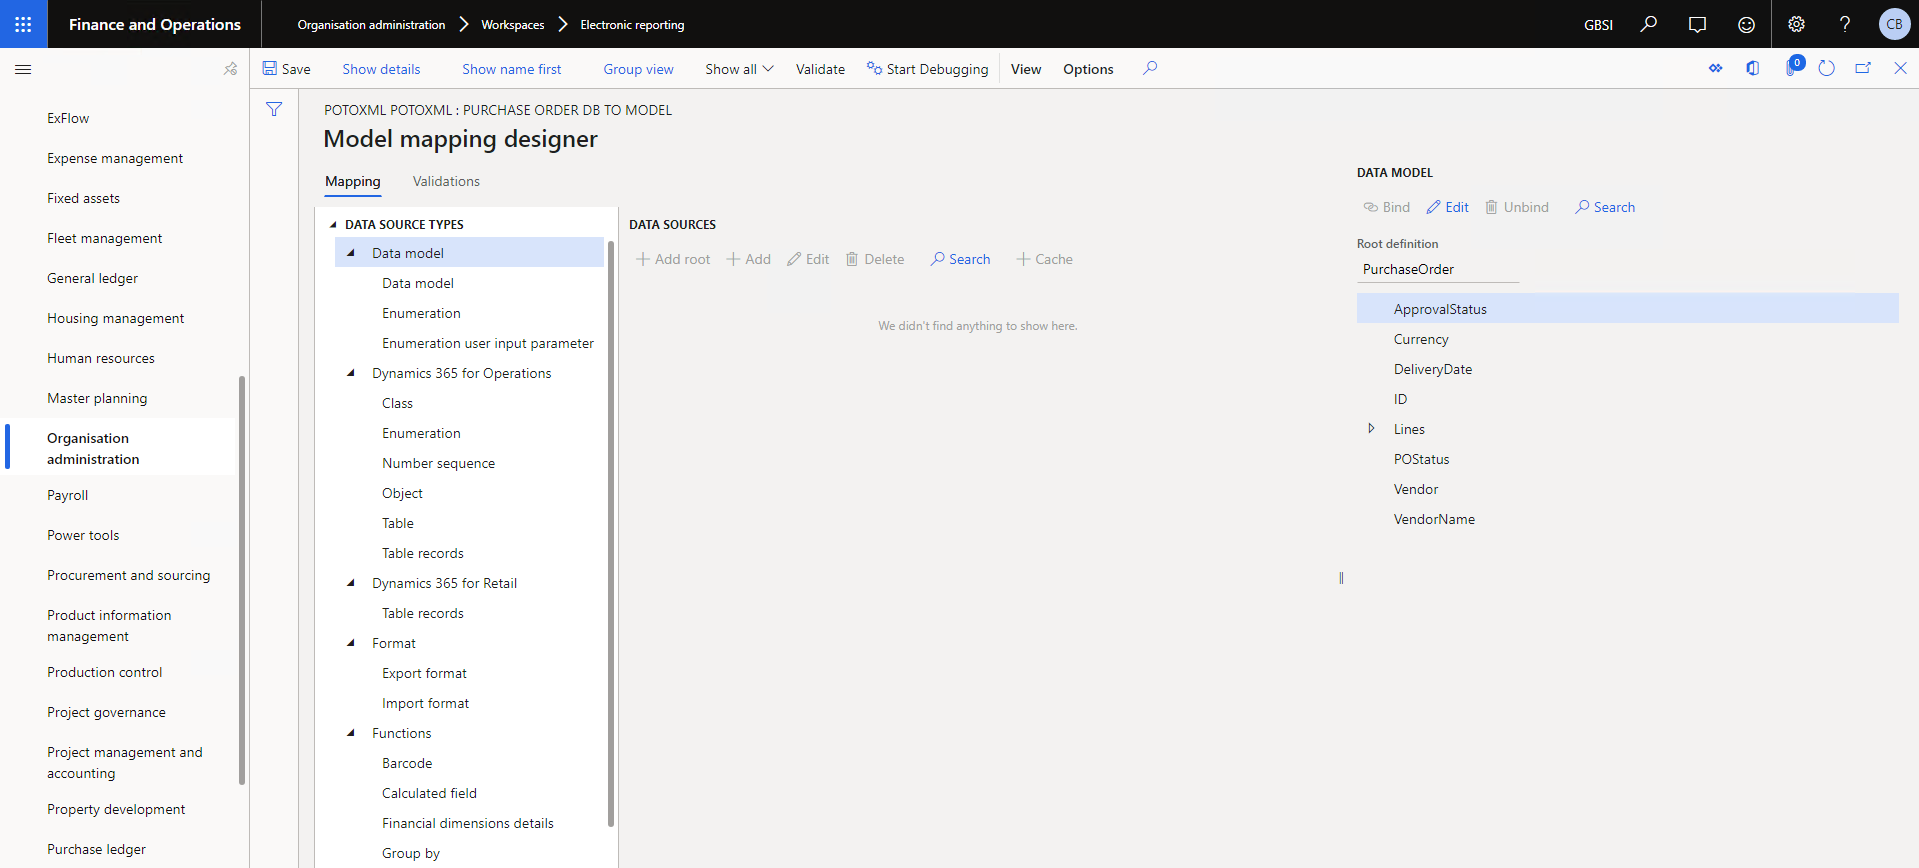 Finance and Operations
Organisation administration
Workspaces
Electronic reporting
GBSI
?
CB
Save
Show details
Show name first
Group view
Show all
Validate
Start Debugging
View
Options
0
ExFlow
Expense management
Fixed assets
Fleet management
General ledger
Housing management
Human resources
Master planning
Organisation
administration
Payroll
Power tools
Procurement and sourcing
Product information
management
Production control
Project governance
Project management and
accounting
Property development
Purchase ledger
POTOXML POTOXML : PURCHASE ORDER DB TO MODEL
Model mapping designer
Mapping
Validations
DATA SOURCE TYPES
Data model
Data model
Enumeration
Enumeration user input parameter
Dynamics 365 for Operations
Class
Enumeration
Number sequence
Object
Table
Table records
Dynamics 365 for Retail
Table records
Format
Export format
Import format
Functions
Barcode
Calculated field
Financial dimensions details
Group by
DATA SOURCES
Add root
Add
Edit
Delete
Search
Cache
We didn't find anything to show here.
DATA MODEL
Bind
Edit
Unbind
Search
Root definition
PurchaseOrder
ApprovalStatus
Currency
DeliveryDate
ID
Lines
POStatus
Vendor
VendorName